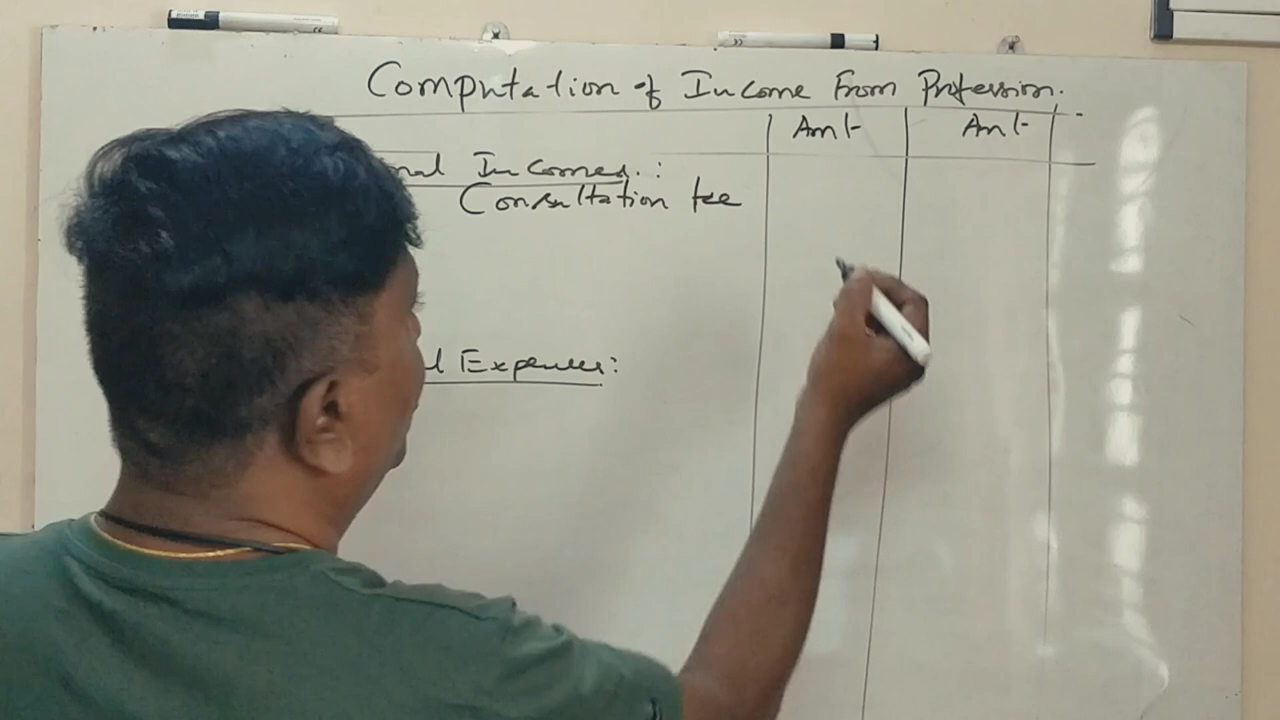 Computation of Income From Profession.
Amt Amt
nal Incomes :
Consultation fee
l Expenses :